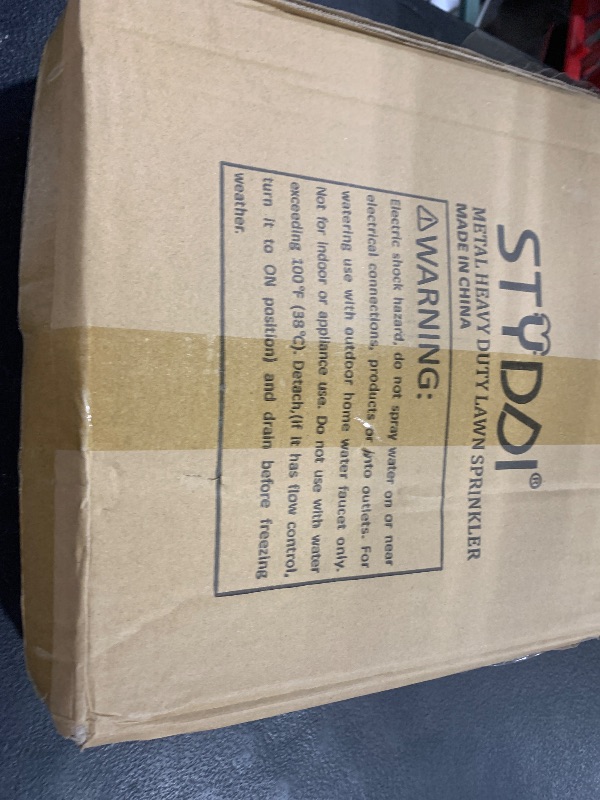 STYDDI®
METAL HEAVY DUTY LAWN SPRINKLER
MADE IN CHINA
⚠WARNING:
Electric shock hazard, do not spray water on or near
electrical connections, products or into outlets. For
watering use with outdoor home water faucet only.
Not for indoor or appliance use. Do not use with water
exceeding 100°F (38°C). Detach,(if it has flow control,
turn it to ON position) and drain before freezing
weather.